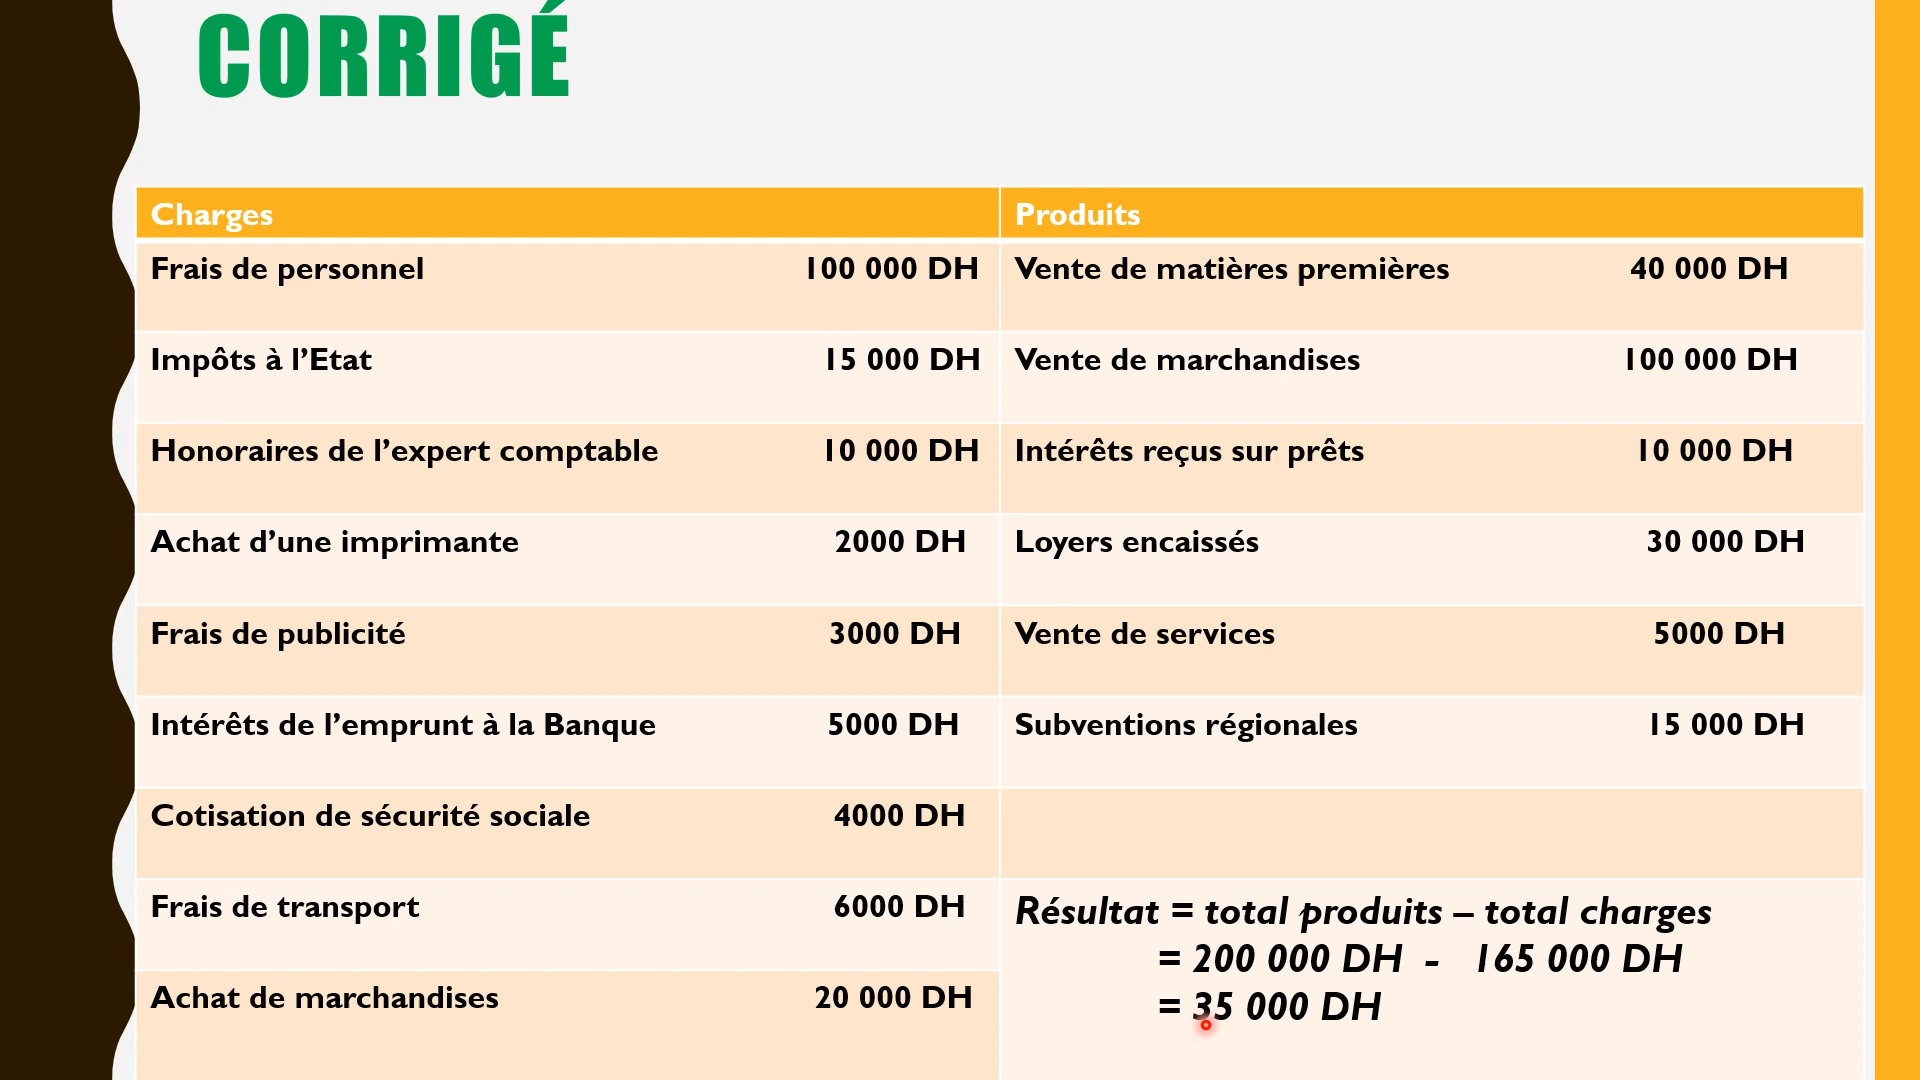 CORRIGÉ
Charges Produits
Frais de personnel 100 000 DH Vente de matières premières 40 000 DH
Impôts à l’Etat 15 000 DH Vente de marchandises 100 000 DH
Honoraires de l’expert comptable 10 000 DH Intérêts reçus sur prêts 10 000 DH
Achat d’une imprimante 2000 DH Loyers encaissés 30 000 DH
Frais de publicité 3000 DH Vente de services 5000 DH
Intérêts de l’emprunt à la Banque 5000 DH Subventions régionales 15 000 DH
Cotisation de sécurité sociale 4000 DH
Frais de transport 6000 DH
Achat de marchandises 20 000 DH
Résultat = total produits – total charges
= 200 000 DH - 165 000 DH
= 35 000 DH